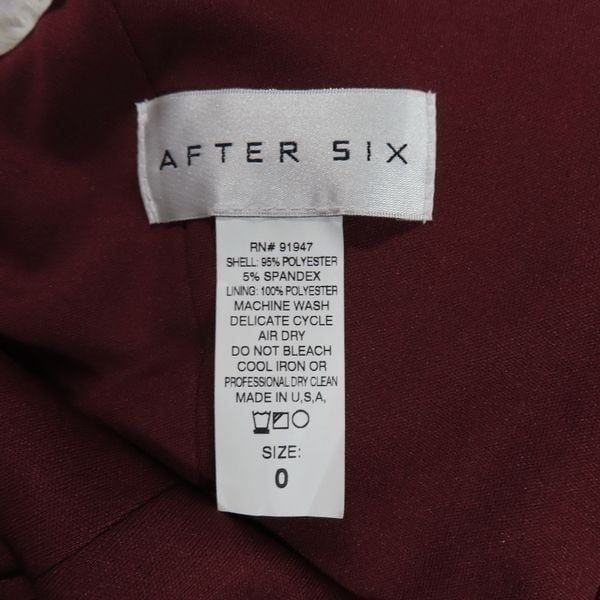 AFTER SIX
RN# 91947
SHELL: 95% POLYESTER
5% SPANDEX
LINING: 100% POLYESTER
MACHINE WASH
DELICATE CYCLE
AIR DRY
DO NOT BLEACH
COOL IRON OR
PROFESSIONAL DRY CLEAN
MADE IN U,S,A,
SIZE:
0